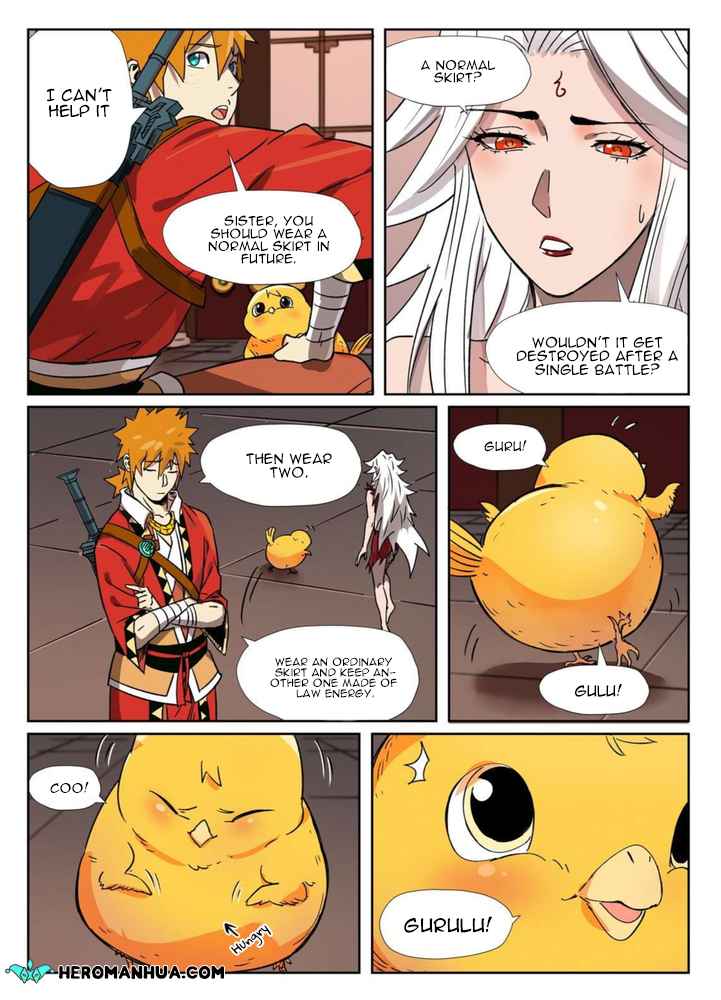 I CAN'T
HELP IT
SISTER, YOU
SHOULD WEAR A
NORMAL SKIRT IN
FUTURE.
A NORMAL
SKIRT?
WOULDN'T IT GET
DESTROYED AFTER A
SINGLE BATTLE?
THEN WEAR
TWO.
WEAR AN ORDINARY
SKIRT AND KEEP AN-
OTHER ONE MADE OF
LAW ENERGY.
GURU!
GULU!
COO!
Hungry
GURULU!
HEROMANHUA.COM